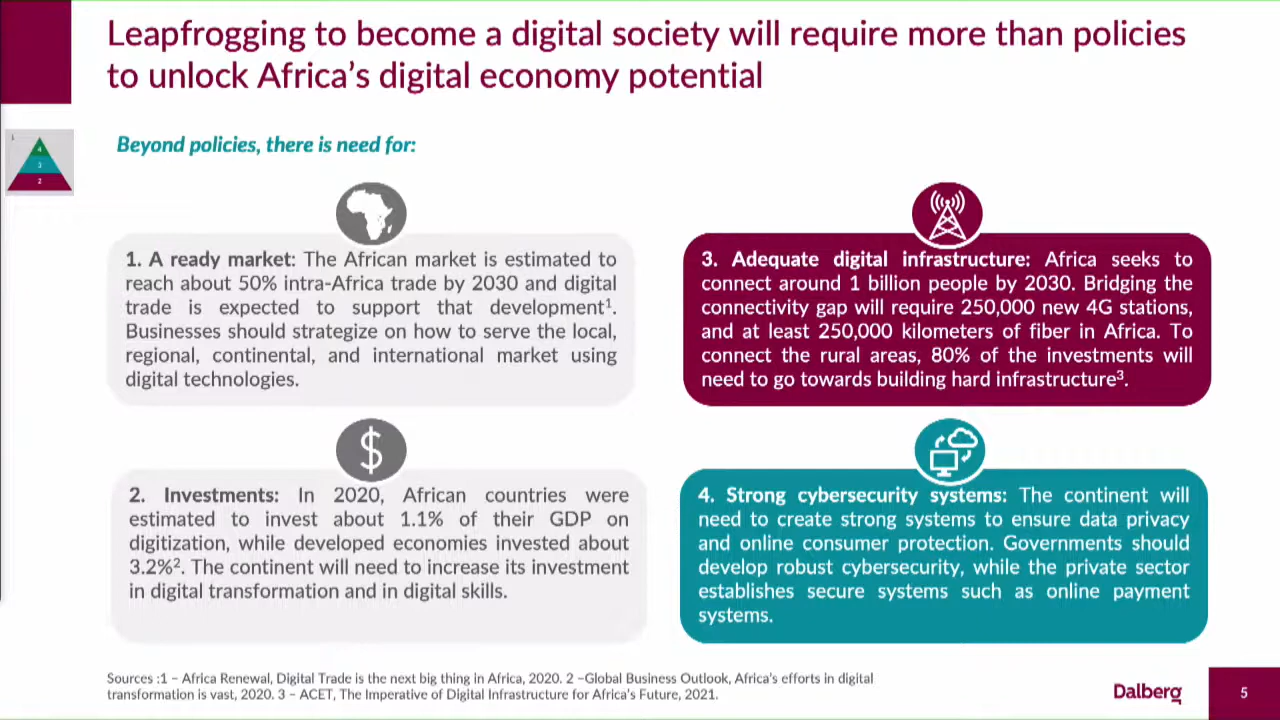 Leapfrogging to become a digital society will require more than policies
to unlock Africa's digital economy potential
Beyond policies, there is need for:
1
4
3
2
1. A ready market: The African market is estimated to
reach about 50% intra-Africa trade by 2030 and digital
trade is expected to support that development¹.
Businesses should strategize on how to serve the local,
regional, continental, and international market using
digital technologies.
2. Investments: In 2020, African countries were
estimated to invest about 1.1% of their GDP on
digitization, while developed economies invested about
3.2%². The continent will need to increase its investment
in digital transformation and in digital skills.
3. Adequate digital infrastructure: Africa seeks to
connect around 1 billion people by 2030. Bridging the
connectivity gap will require 250,000 new 4G stations,
and at least 250,000 kilometers of fiber in Africa. To
connect the rural areas, 80% of the investments will
need to go towards building hard infrastructure³.
4. Strong cybersecurity systems: The continent will
need to create strong systems to ensure data privacy
and online consumer protection. Governments should
develop robust cybersecurity, while the private sector
establishes secure systems such as online payment
systems.
Sources :1 – Africa Renewal, Digital Trade is the next big thing in Africa, 2020. 2 –Global Business Outlook, Africa's efforts in digital
transformation is vast, 2020. 3 – ACET, The Imperative of Digital Infrastructure for Africa's Future, 2021.
Dalberg
5